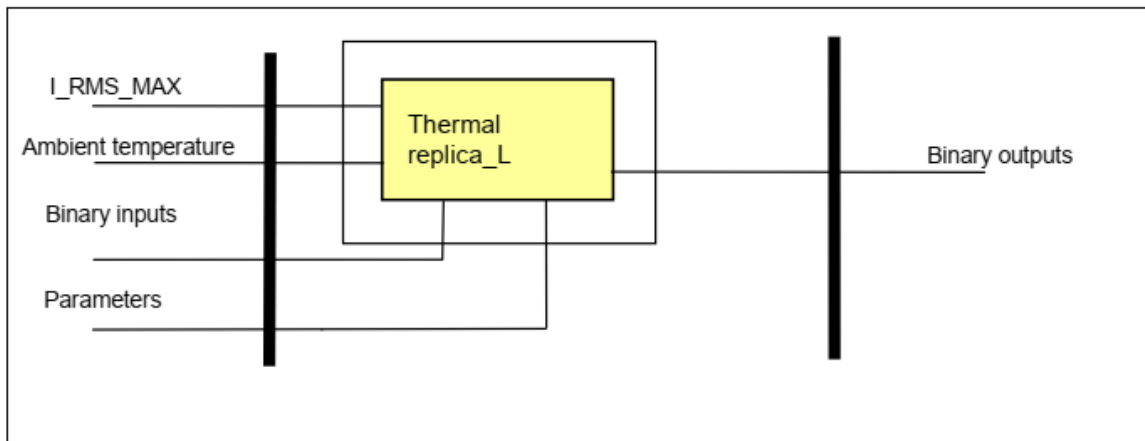 I_RMS_MAX
Ambient temperature
Binary inputs
Parameters
Thermal
replica_L
Binary outputs